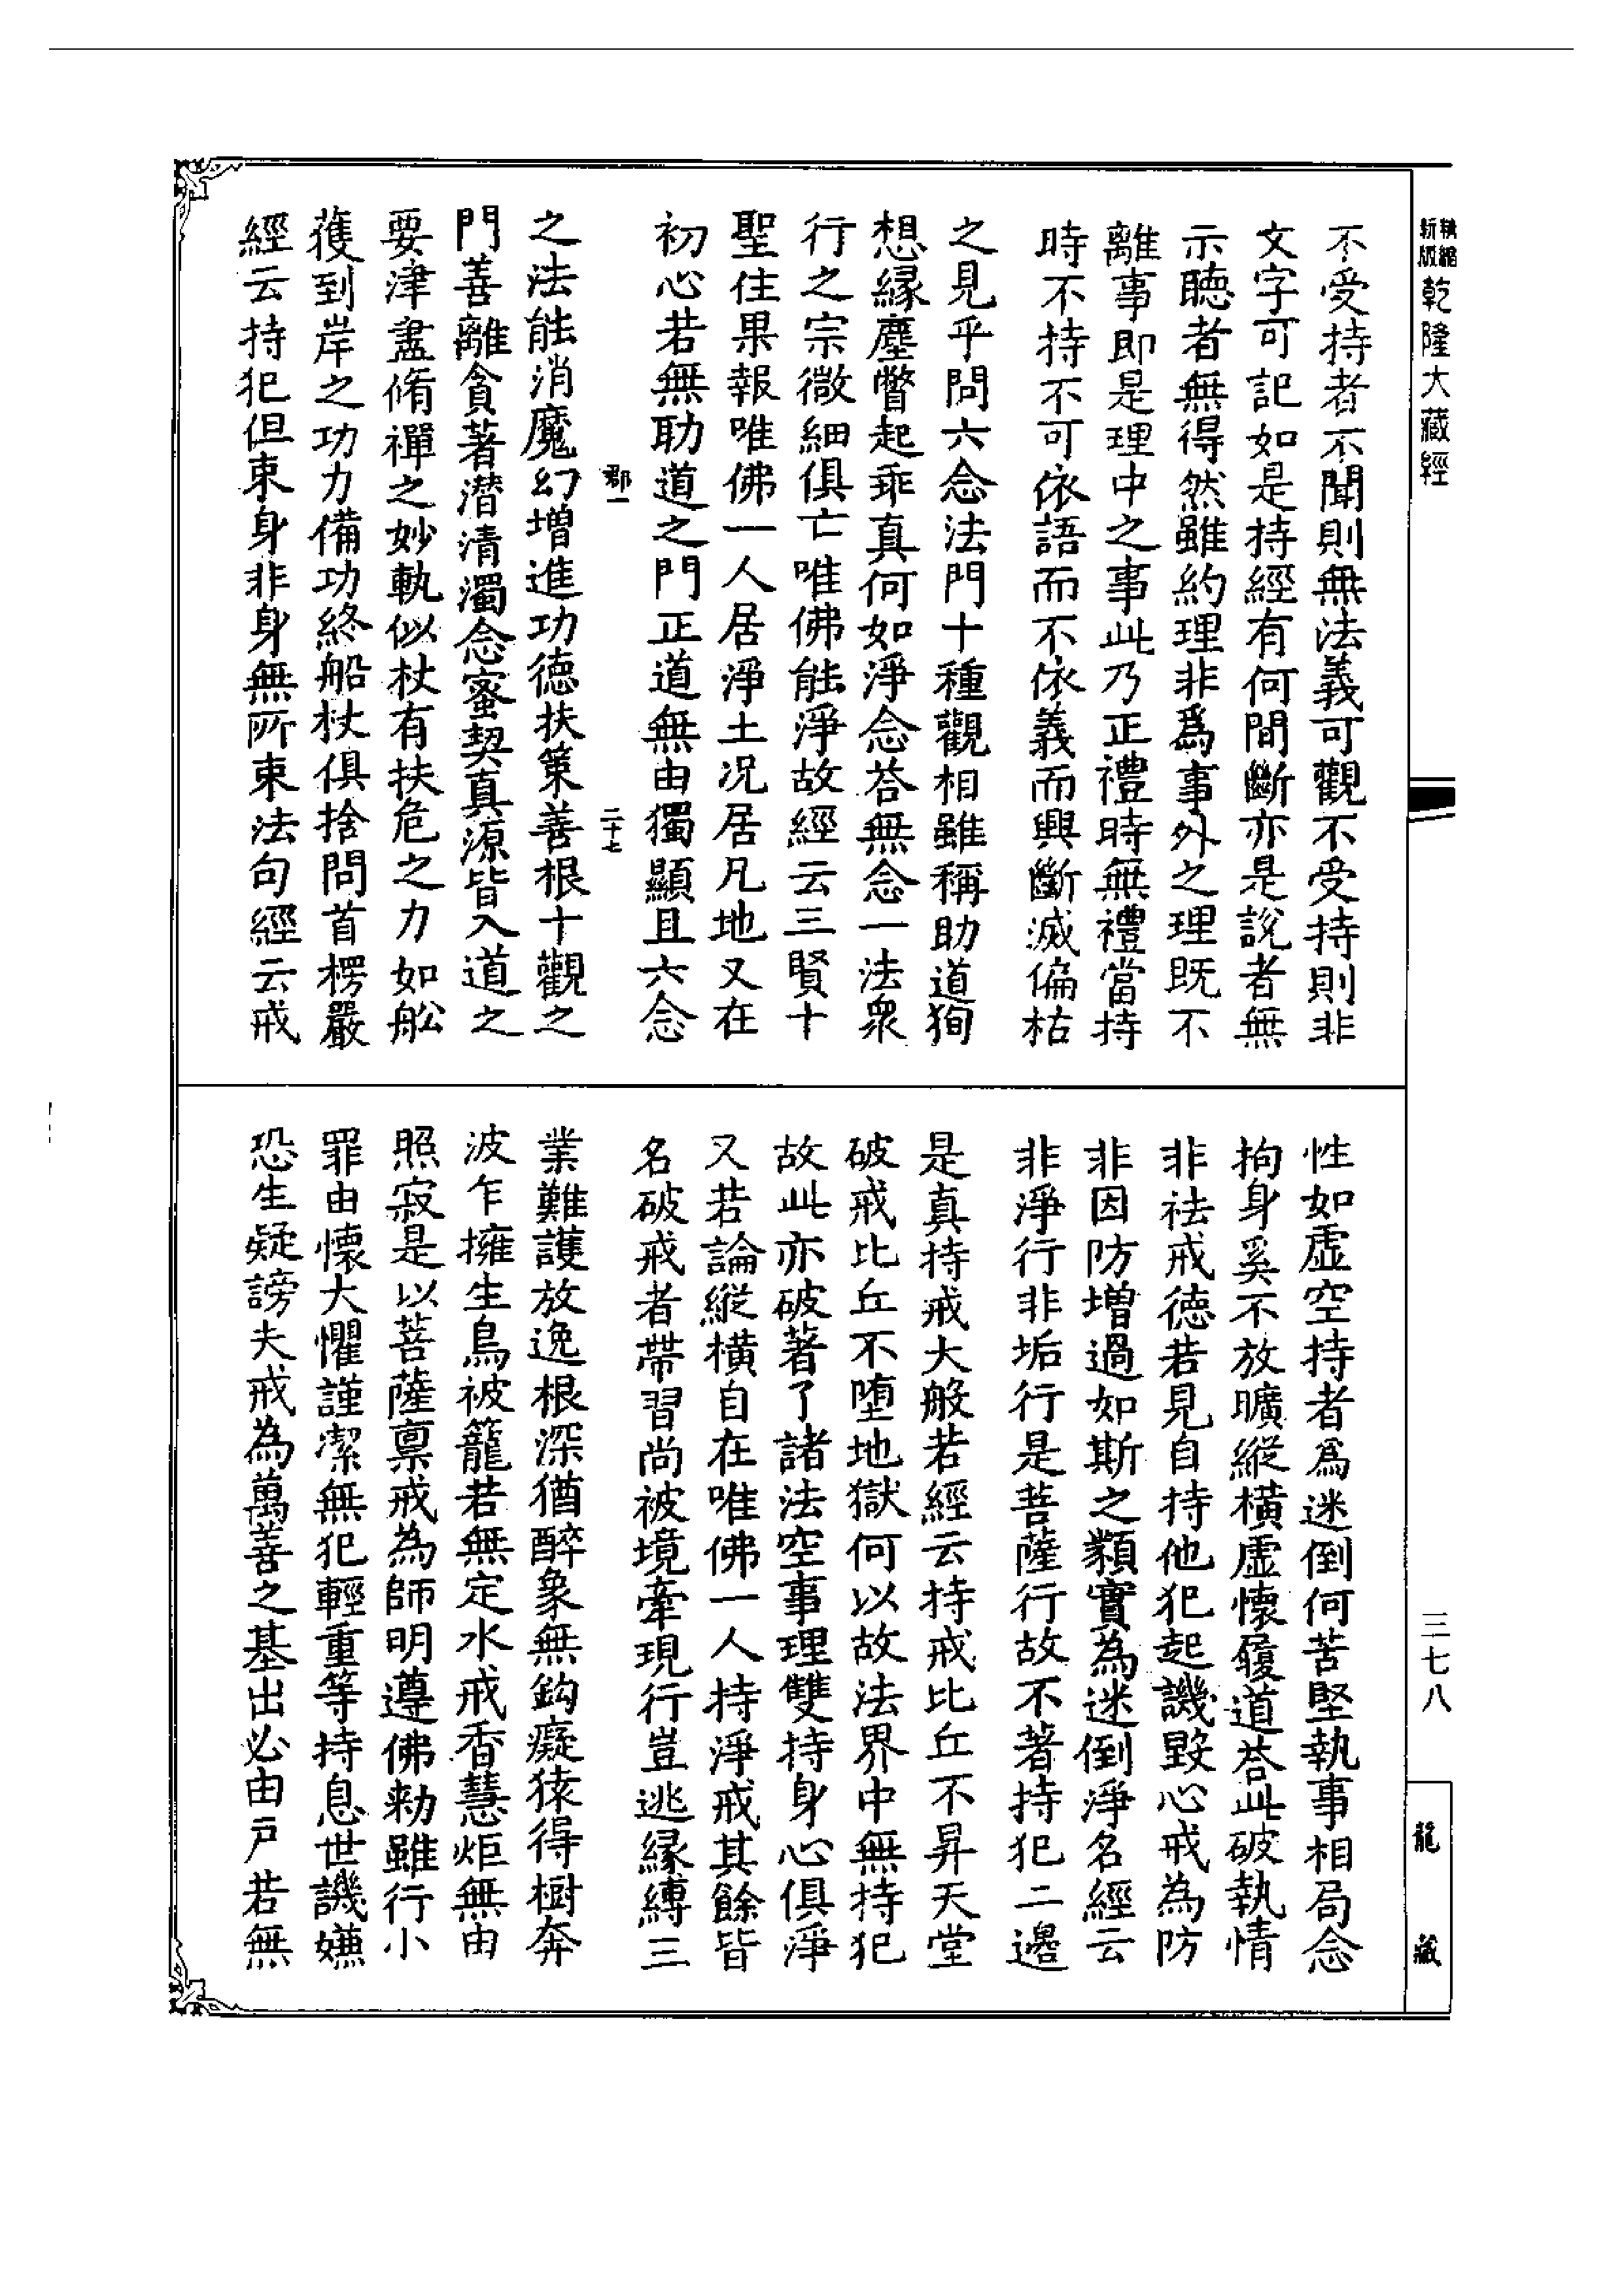 新版精縮乾隆大藏經
三七八
龍藏
不受持者不聞則無法義可觀不受持則非
文字可記如是持經有何間斷亦是說者無
示聽者無得然雖約理非爲事外之理既不
離事即是理中之事此乃正禮時無禮當持
時不持不可依語而不依義而興斷滅偏枯
之見乎問六念法門十種觀相雖稱助道狥
想緣塵瞥起乖真何如淨念荅無念一法衆
行之宗微細俱亡唯佛能淨故經云三賢十
聖住果報唯佛一人居淨土况居凡地又在
初心若無助道之門正道無由獨顯且六念
郡一
二十七
之法能消魔幻增進功德扶策善根十觀之
門善離貪著潜清濁念蜜契真源皆入道之
要津盡脩禪之妙軌似杖有扶危之力如舩
獲到岸之功力備功終船杖俱捨問首楞嚴
經云持犯但束身非身無所束法句經云戒
性如虛空持者爲迷倒何苦堅執事相局念
拘身奚不放曠縱橫虛懷履道荅此破執情
非祛戒德若見自持他犯起譏毀心戒為防
非因防增過如斯之類實為迷倒淨名經云
非淨行非垢行是菩薩行故不著持犯二邊
是真持戒大般若經云持戒比丘不昇天堂
破戒比丘不墮地獄何以故法界中無持犯
故此亦破著了諸法空事理雙持身心俱淨
又若論縱橫自在唯佛一人持淨戒其餘皆
名破戒者帶習尚被境牽現行豈逃緣縛三
業難護放逸根深猶醉象無鈎癡猿得樹奔
波乍擁生鳥被籠若無定水戒香慧炬無由
照寂是以菩薩稟戒為師明遵佛勑雖行小
罪由懷大懼謹潔無犯輕重等持息世譏嫌
恐生疑謗夫戒為萬善之基出必由戶若無